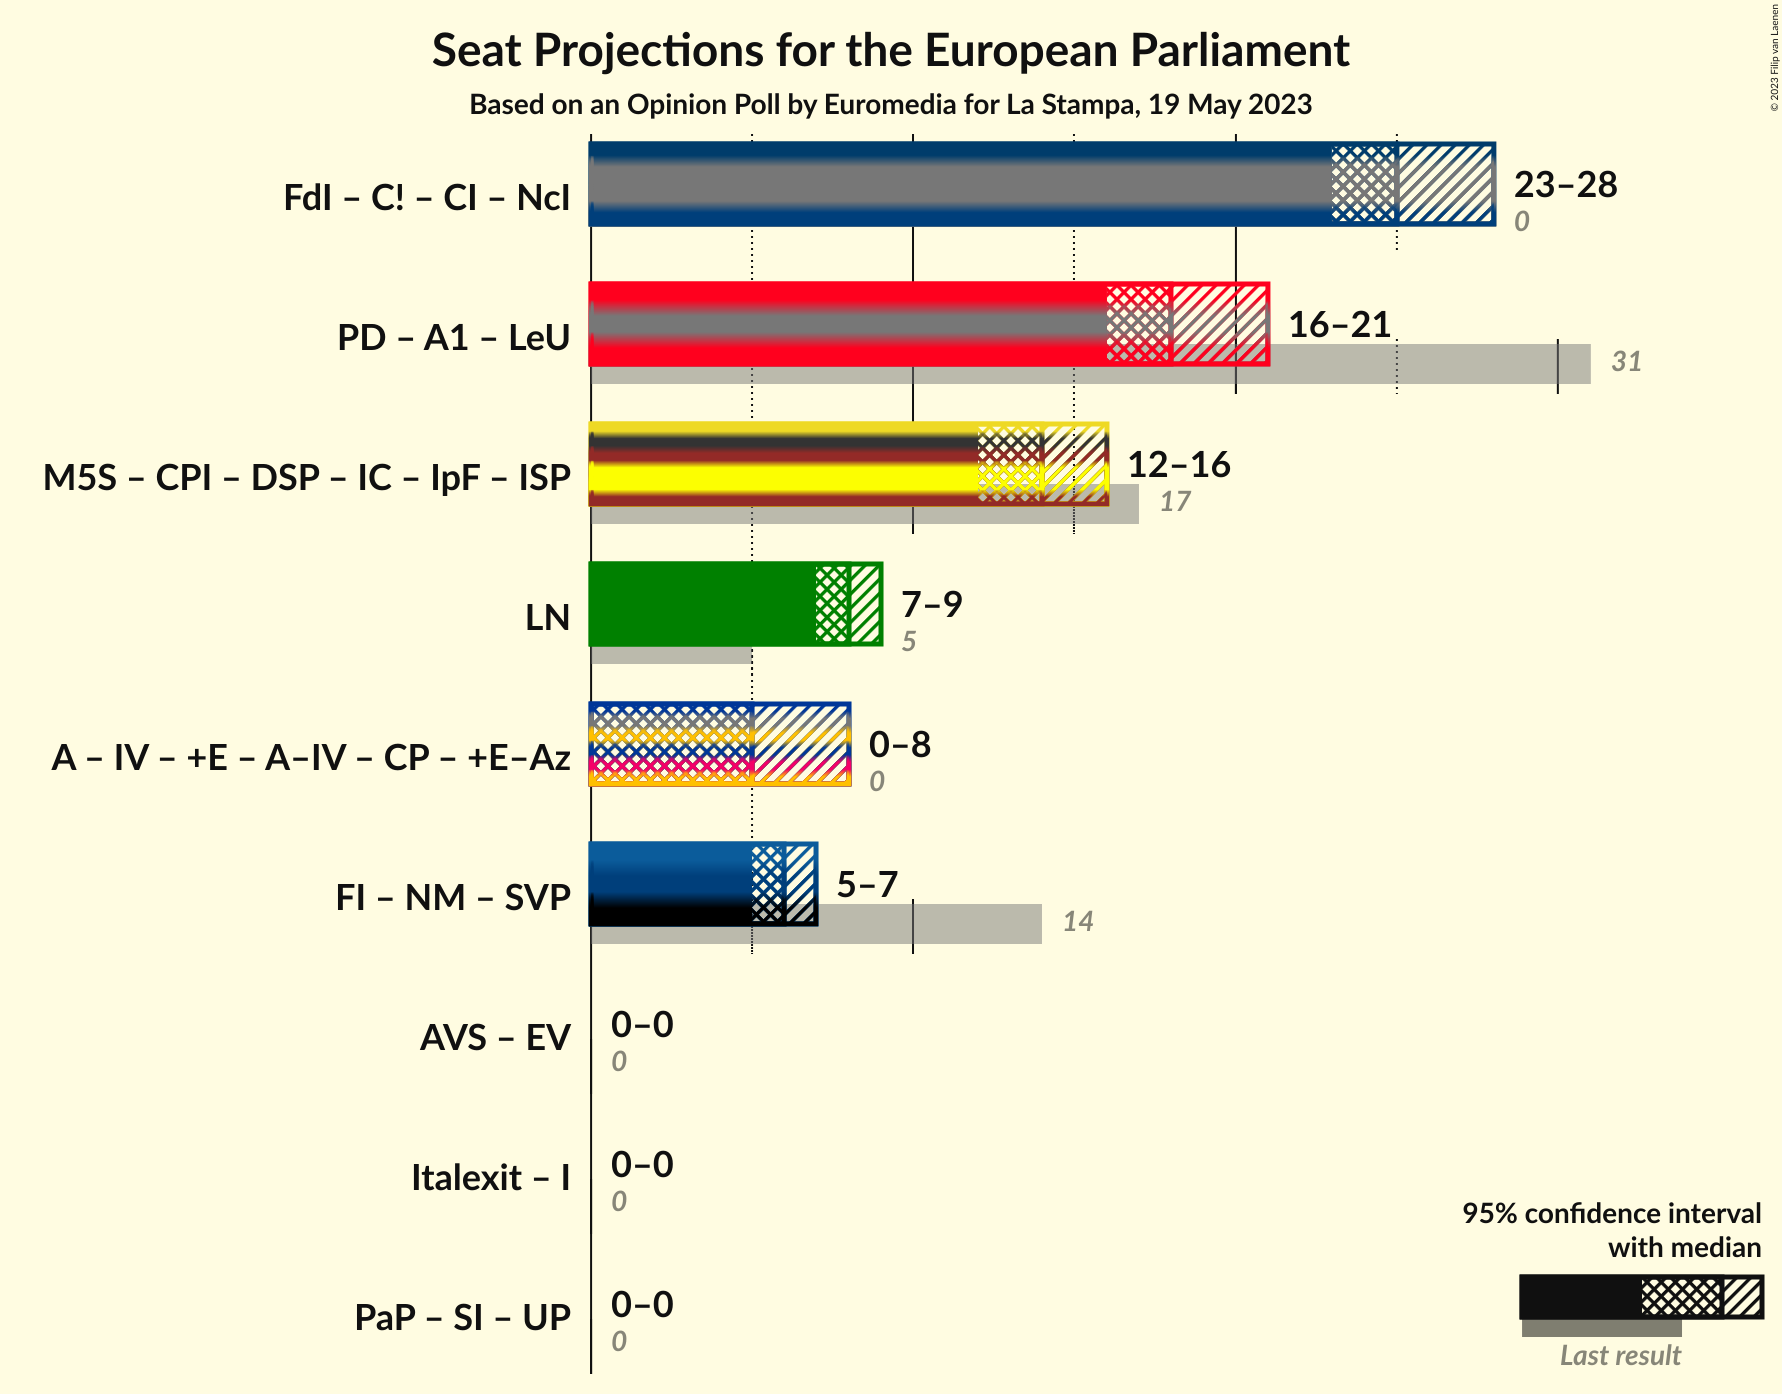 Seat Projections for the European Parliament
Based on an Opinion Poll by Euromedia for La Stampa, 19 May 2023
© 2023 Filip van Laenen
FdI – C! – CI – NcI
23–28
0
PD – A1 – LeU
16–21
31
M5S – CPI – DSP – IC – IpF – ISP
12–16
17
LN
7–9
5
A – IV – +E – A–IV – CP – +E–Az
0–8
0
FI – NM – SVP
5–7
14
AVS – EV
0–0
0
Italexit – I
0–0
0
PaP – SI – UP
0–0
0
95% confidence interval
with median
Last result